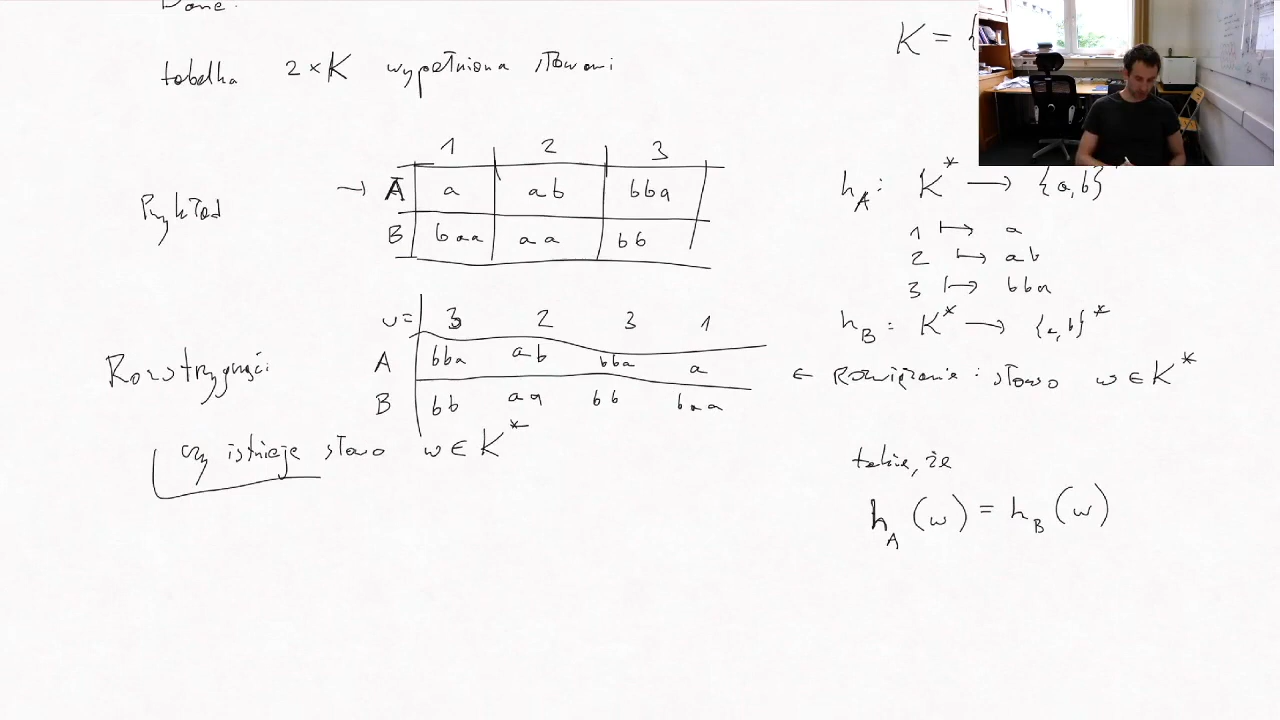 Dane:
tabelka 2 × K wypełniona słowami
K = {
Przykład
1 2 3
→ A a ab bba
B baa aa bb
h_A : K* → {a,b}*
1 ↦ a
2 ↦ ab
3 ↦ bba
h_B : K* → {a,b}*
w= 3 2 3 1
A bba ab bba a
B bb aa bb baa
Rozstrzygnąć:
← rozwiązanie: słowo w ∈ K*
czy istnieje słowo w ∈ K*
takie, że
h_A (w) = h_B (w)